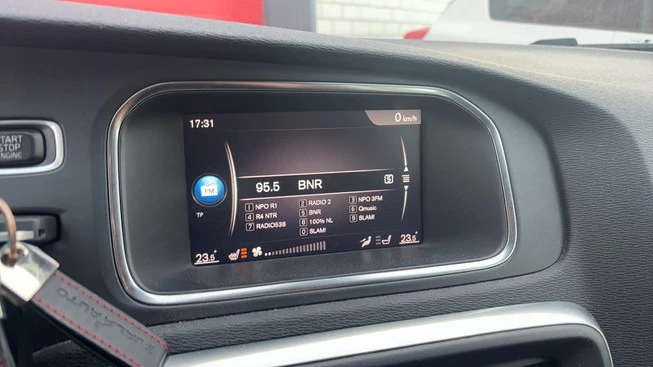 17:31
0 km/h
START
STOP
ENGINE
FM
95.5 BNR 5
TP
1 NPO R1 2 RADIO 2 3 NPO 3FM
4 R4 NTR 5 BNR 6 Qmusic
7 RADIO538 8 100% NL 9 SLAM!
0 SLAM!
23.5° 23.5°